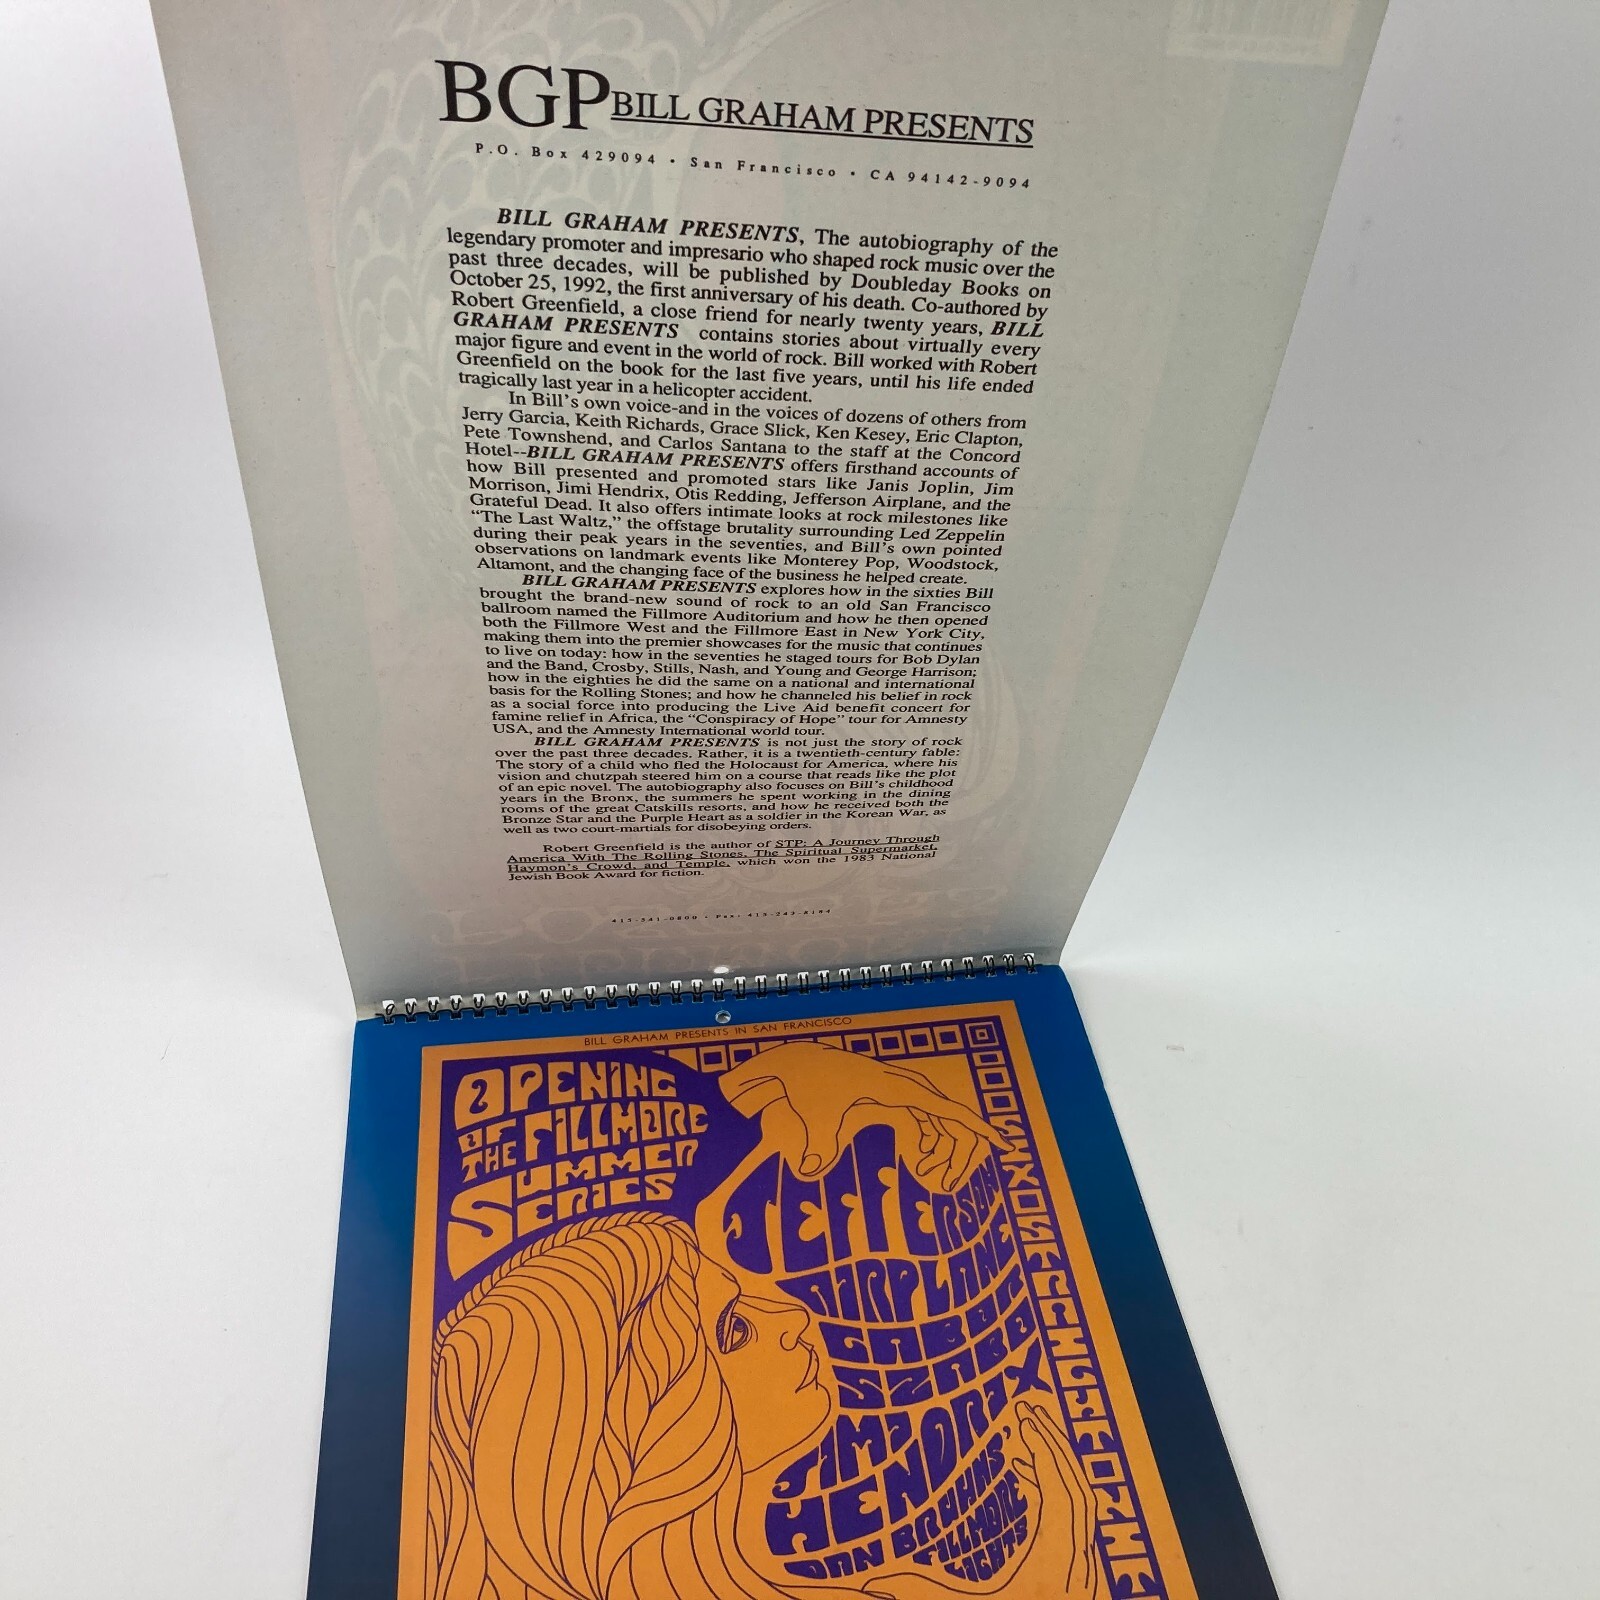 BGP BILL GRAHAM PRESENTS
P.O. Box 429094 • San Francisco • CA 94142-9094
BILL GRAHAM PRESENTS, The autobiography of the
legendary promoter and impresario who shaped rock music over the
past three decades, will be published by Doubleday Books on
October 25, 1992, the first anniversary of his death. Co-authored by
Robert Greenfield, a close friend for nearly twenty years, BILL
GRAHAM PRESENTS contains stories about virtually every
major figure and event in the world of rock. Bill worked with Robert
Greenfield on the book for the last five years, until his life ended
tragically last year in a helicopter accident.
In Bill's own voice-and in the voices of dozens of others from
Jerry Garcia, Keith Richards, Grace Slick, Ken Kesey, Eric Clapton,
Pete Townshend, and Carlos Santana to the staff at the Concord
Hotel--BILL GRAHAM PRESENTS offers firsthand accounts of
how Bill presented and promoted stars like Janis Joplin, Jim
Morrison, Jimi Hendrix, Otis Redding, Jefferson Airplane, and the
Grateful Dead. It also offers intimate looks at rock milestones like
"The Last Waltz," the offstage brutality surrounding Led Zeppelin
during their peak years in the seventies, and Bill's own pointed
observations on landmark events like Monterey Pop, Woodstock,
Altamont, and the changing face of the business he helped create.
BILL GRAHAM PRESENTS explores how in the sixties Bill
brought the brand-new sound of rock to an old San Francisco
ballroom named the Fillmore Auditorium and how he then opened
both the Fillmore West and the Fillmore East in New York City,
making them into the premier showcases for the music that continues
to live on today: how in the seventies he staged tours for Bob Dylan
and the Band, Crosby, Stills, Nash, and Young and George Harrison;
how in the eighties he did the same on a national and international
basis for the Rolling Stones; and how he channeled his belief in rock
as a social force into producing the Live Aid benefit concert for
famine relief in Africa, the "Conspiracy of Hope" tour for Amnesty
USA, and the Amnesty International world tour.
BILL GRAHAM PRESENTS is not just the story of rock
over the past three decades. Rather, it is a twentieth-century fable:
The story of a child who fled the Holocaust for America, where his
vision and chutzpah steered him on a course that reads like the plot
of an epic novel. The autobiography also focuses on Bill's childhood
years in the Bronx, the summers he spent working in the dining
rooms of the great Catskills resorts, and how he received both the
Bronze Star and the Purple Heart as a soldier in the Korean War, as
well as two court-martials for disobeying orders.
Robert Greenfield is the author of STP: A Journey Through
America With The Rolling Stones, The Spiritual Supermarket,
Haymon's Crowd, and Temple, which won the 1983 National
Jewish Book Award for fiction.
BILL GRAHAM PRESENTS IN SAN FRANCISCO
OPENING
OF THE FILLMORE
SUMMER
SERIES
JEFFERSON
AIRPLANE
GABOR
SZABO
JIMI
HENDRIX
DAN BRUHNS'
FILLMORE
LIGHTS